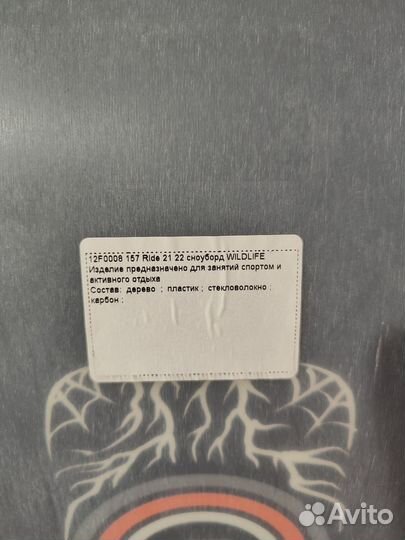 12F0008 157 Ride 21 22 сноуборд WILDLIFE
Изделие предназначено для занятий спортом и
активного отдыха
Состав: дерево ; пластик ; стекловолокно ;
карбон ;
Avito